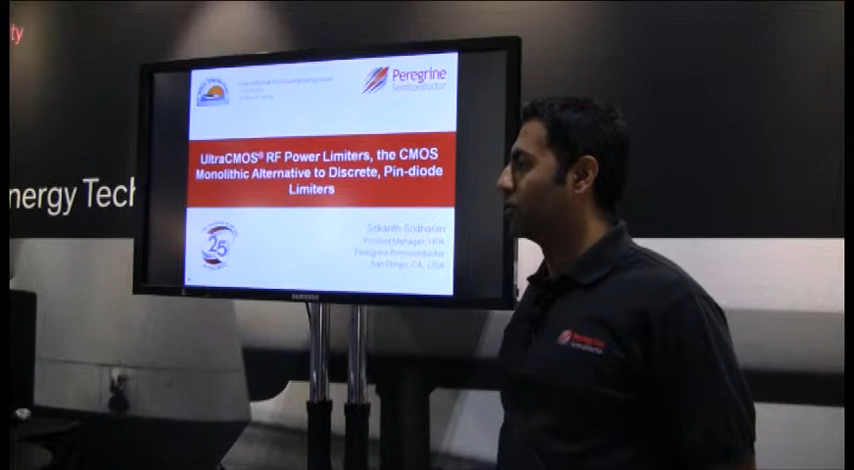 ty
Peregrine
Semiconductor
UltraCMOS® RF Power Limiters, the CMOS
Monolithic Alternative to Discrete, Pin-diode
Limiters
25
Srikanth Sridharan
Product Manager, HPA
Peregrine Semiconductor
San Diego, CA, USA
SAMSUNG
nergy Tech
Peregrine